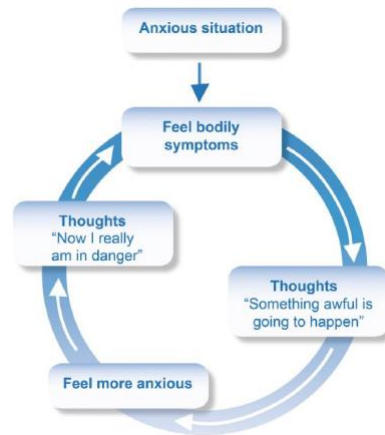 Anxious situation
Feel bodily
symptoms
Thoughts
"Something awful is
going to happen"
Feel more anxious
Thoughts
"Now I really
am in danger"